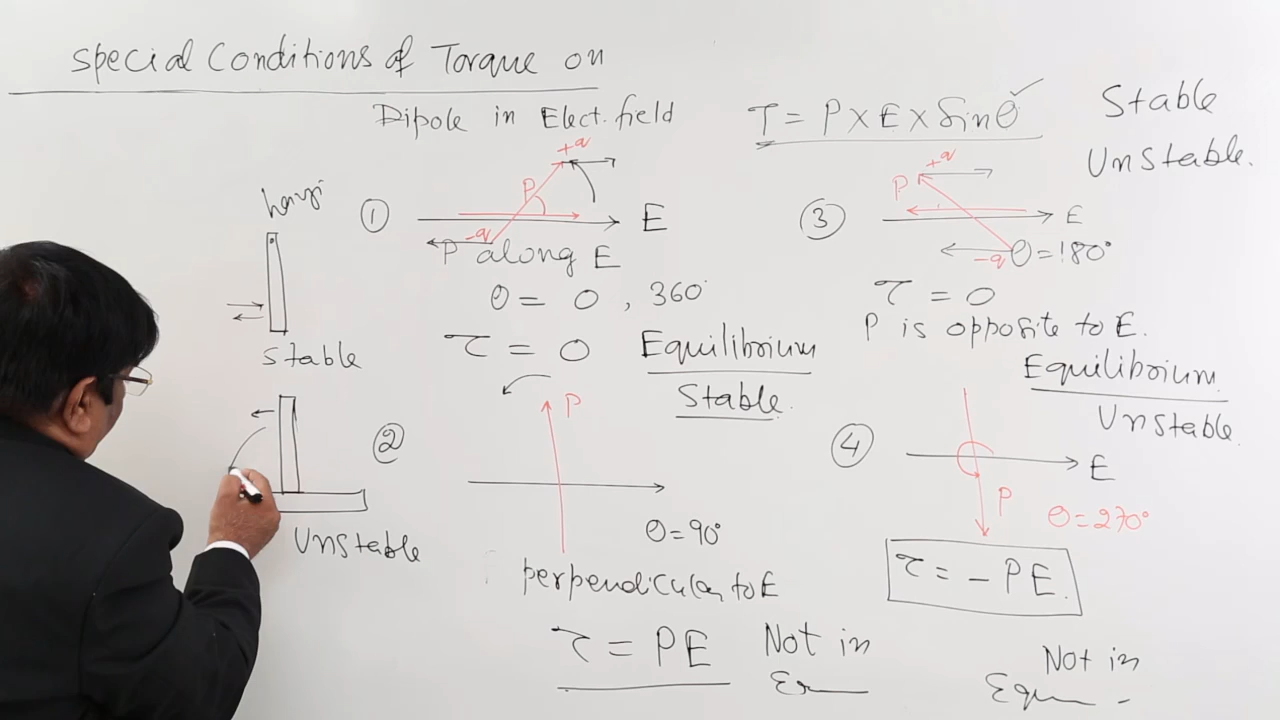 Special Conditions of Torque on
Dipole in Elect. field
τ = P × E × Sin θ ✓
Stable
Unstable.
Stable
Unstable
①
+q
P
-q
E
P along E
θ = 0, 360°
τ = 0
Equilibrium
Stable.
②
P
θ = 90°
perpendicular to E
τ = PE
Not in
③
+q
P
E
-q
θ = 180°
τ = 0
P is opposite to E.
Equilibrium
Unstable.
④
E
P
θ = 270°
τ = - PE.
Not in